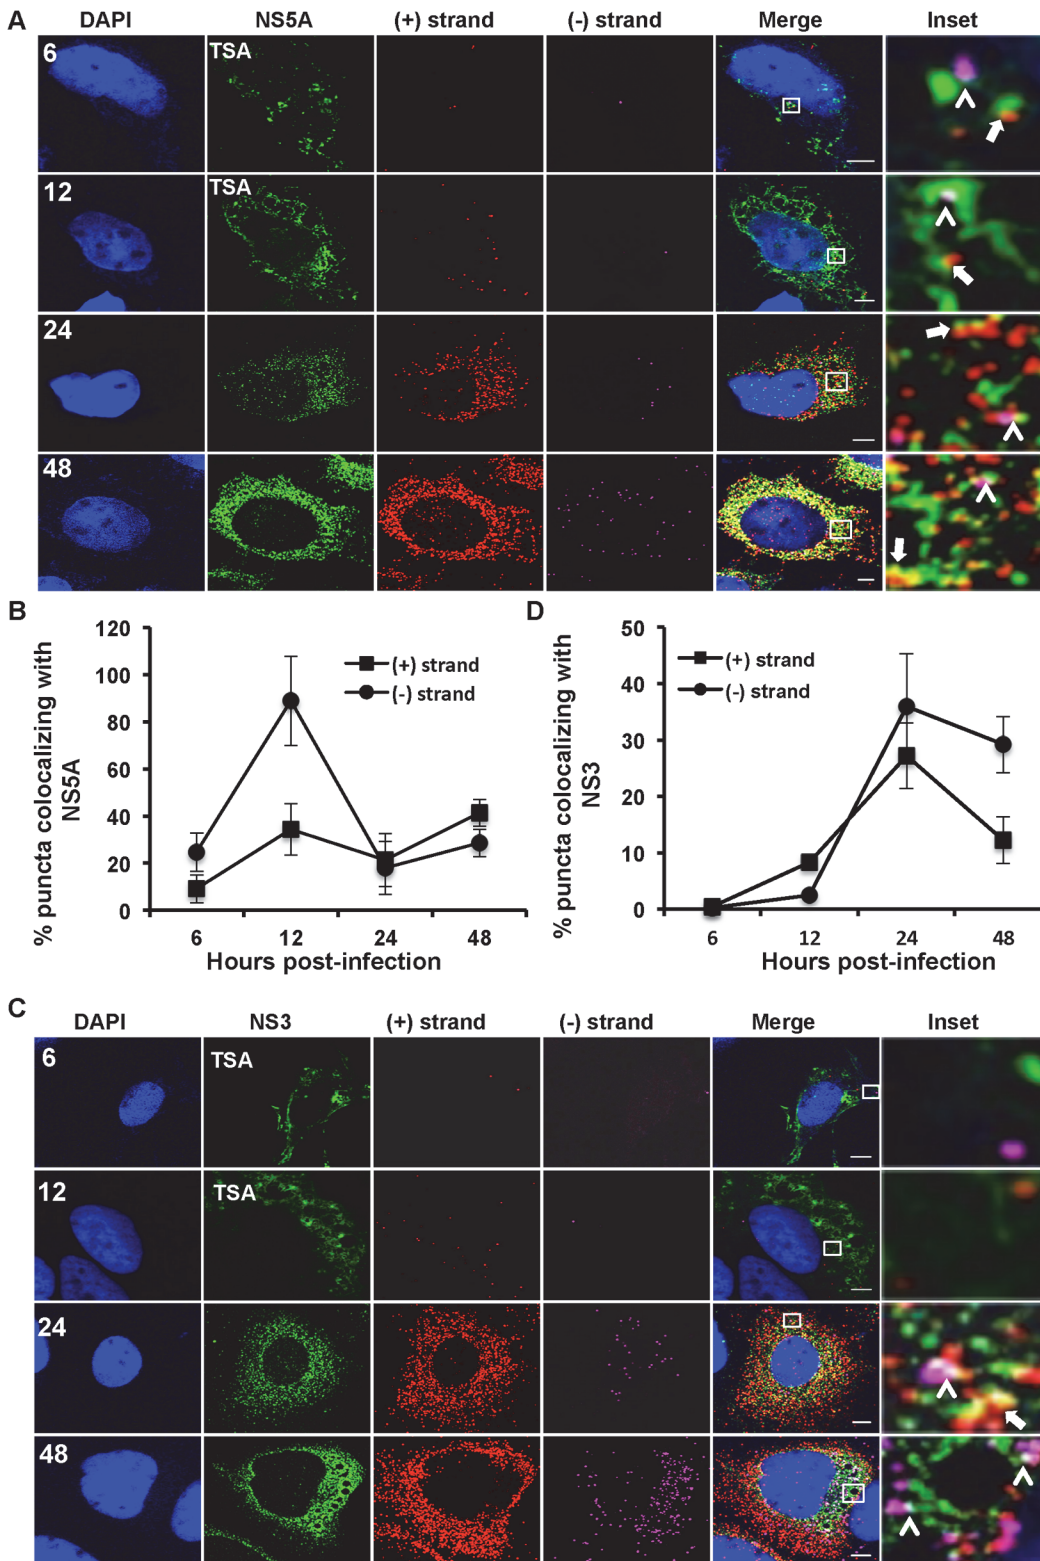 A
DAPI NS5A (+) strand (-) strand Merge Inset
6 TSA
12 TSA
24
48
B
120
100
80
60
40
20
0
% puncta colocalizing with
NS5A
(+) strand
(-) strand
6 12 24 48
Hours post-infection
D
50
40
30
20
10
0
% puncta colocalizing with
NS3
(+) strand
(-) strand
6 12 24 48
Hours post-infection
C
DAPI NS3 (+) strand (-) strand Merge Inset
6 TSA
12 TSA
24
48